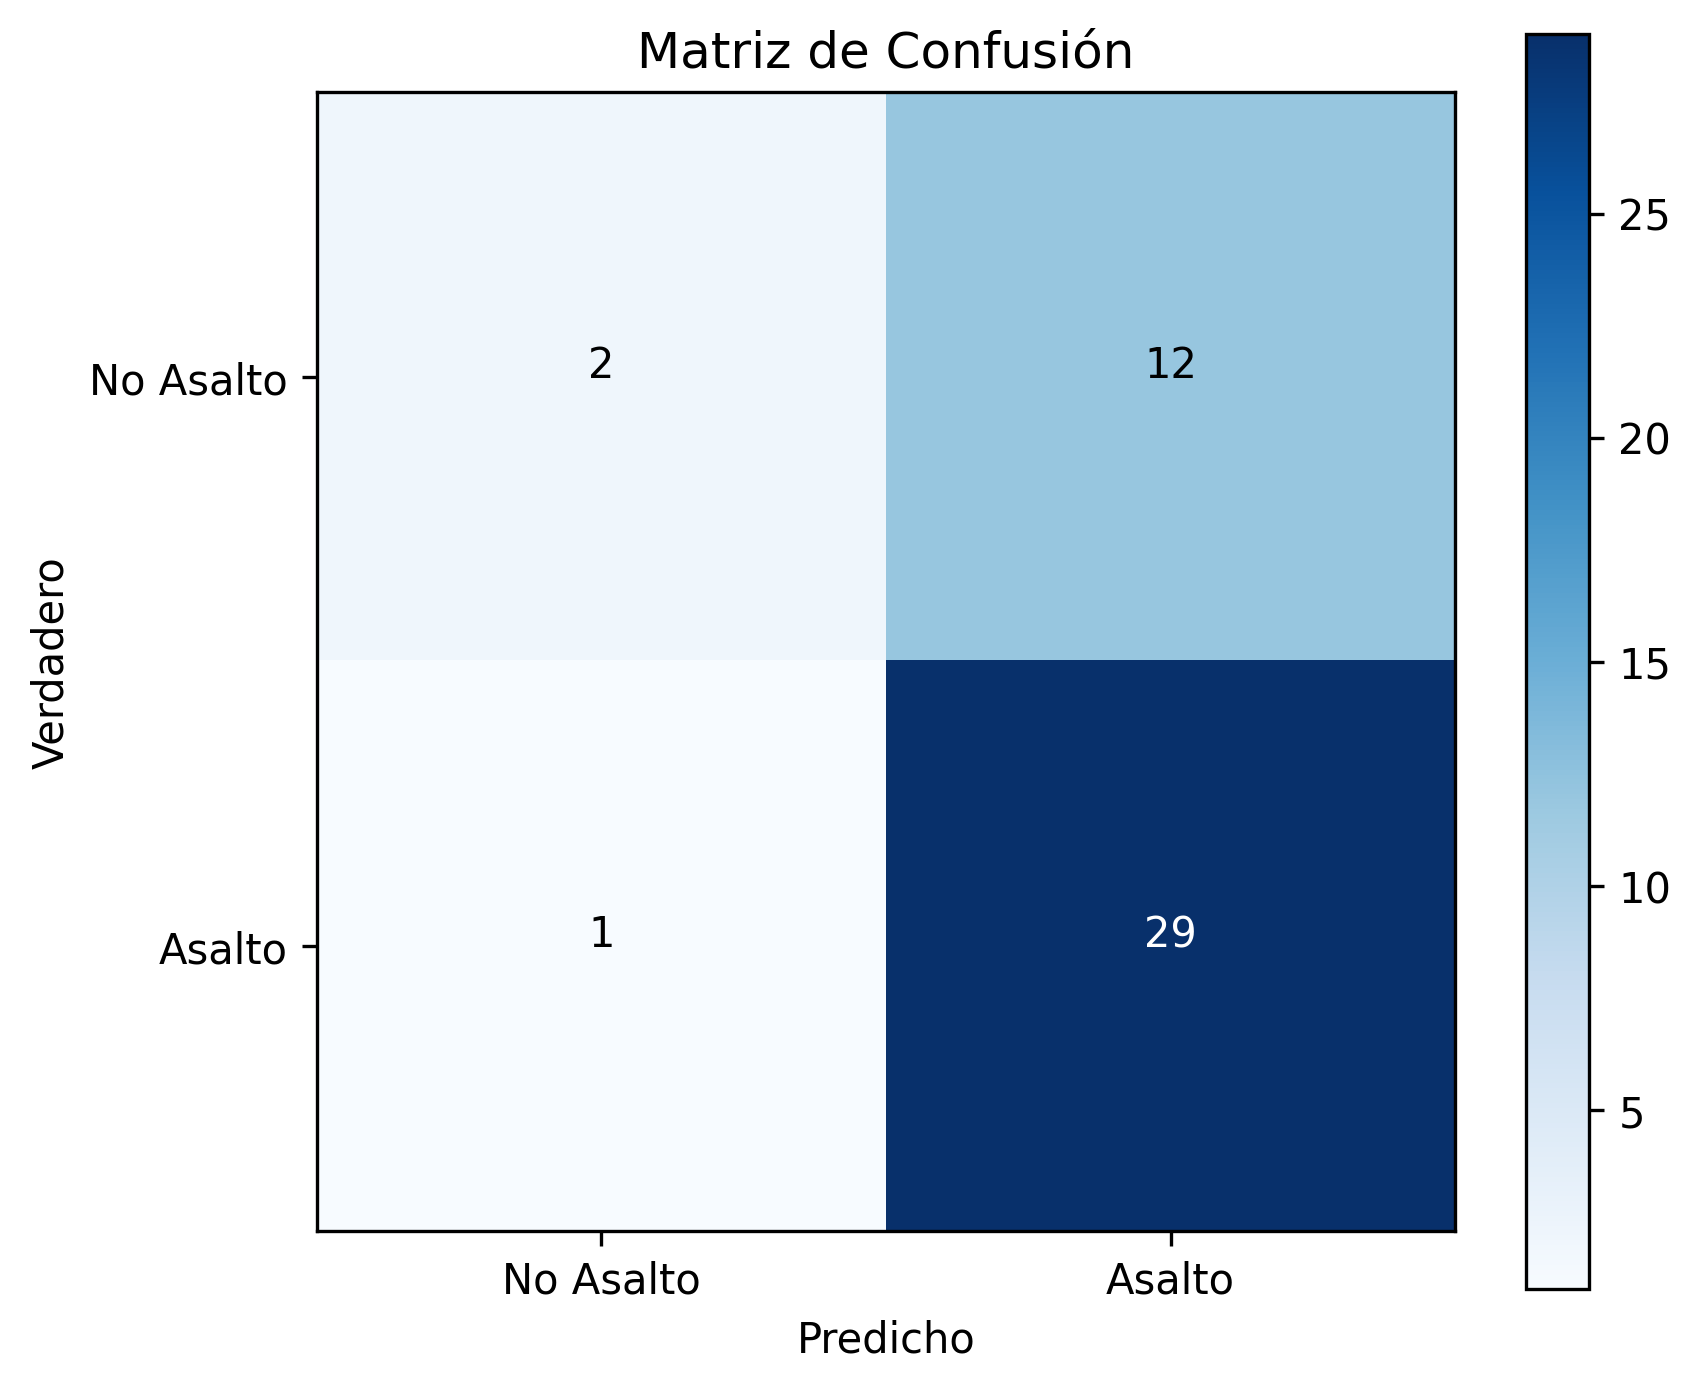 Matriz de Confusión
No Asalto
2
12
Asalto
1
29
No Asalto
Asalto
Predicho
Verdadero
25
20
15
10
5